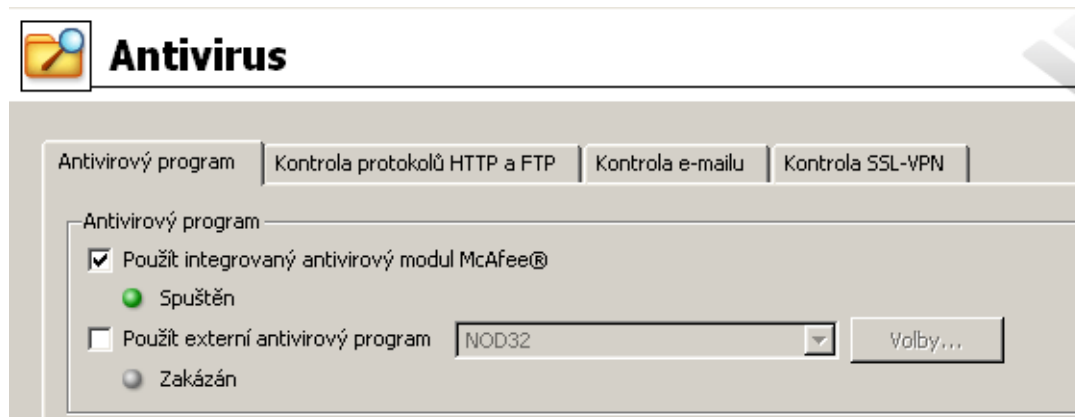 Antivirus
Antivirový program Kontrola protokolů HTTP a FTP Kontrola e-mailu Kontrola SSL-VPN
Antivirový program
Použít integrovaný antivirový modul McAfee®
Spuštěn
Použít externí antivirový program NOD32 Volby...
Zakázán